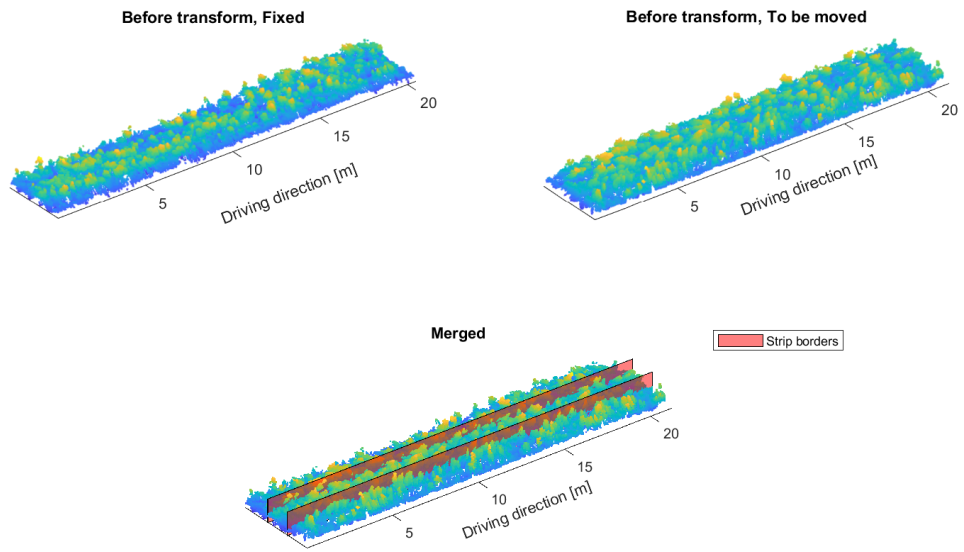 Before transform, Fixed
20
15
10
5
Driving direction [m]
Before transform, To be moved
20
15
10
5
Driving direction [m]
Merged
Strip borders
20
15
10
5
Driving direction [m]